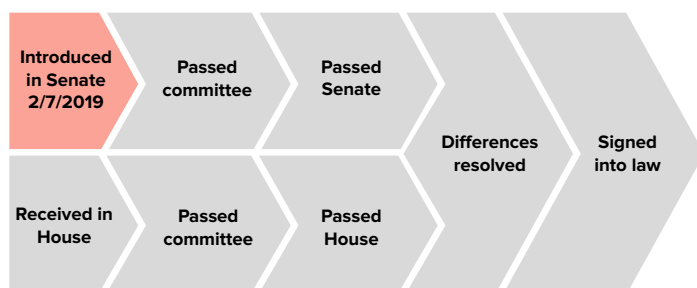 Introduced
in Senate
2/7/2019
Passed
committee
Passed
Senate
Differences
resolved
Signed
into law
Received in
House
Passed
committee
Passed
House